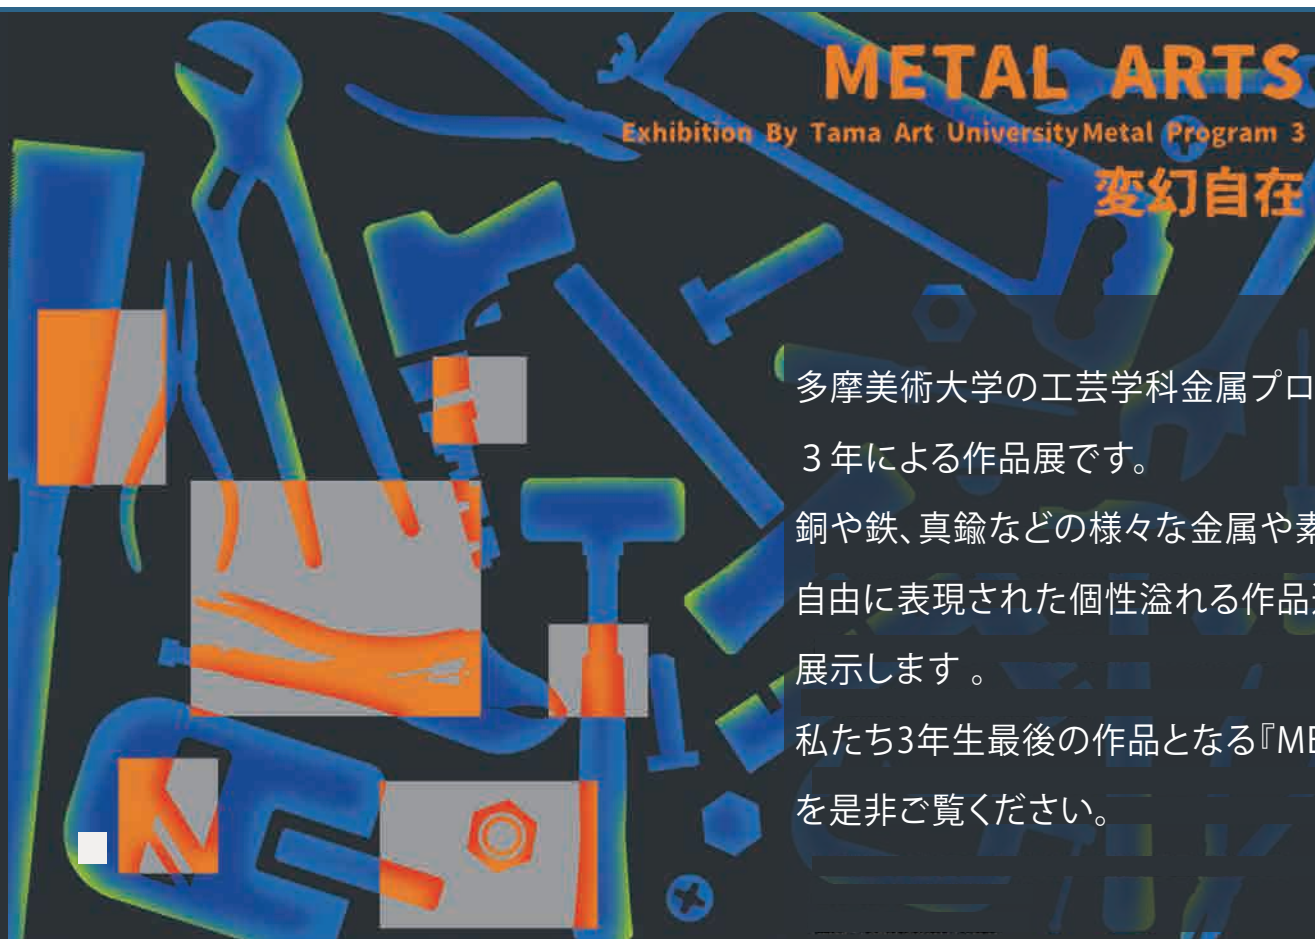 METAL ARTS
Exhibition By Tama Art University Metal Program 3
変幻自在
多摩美術大学の工芸学科金属プロ
３年による作品展です。
銅や鉄、真鍮などの様々な金属や素
自由に表現された個性溢れる作品
展示します 。
私たち3年生最後の作品となる『ME
を是非ご覧ください。